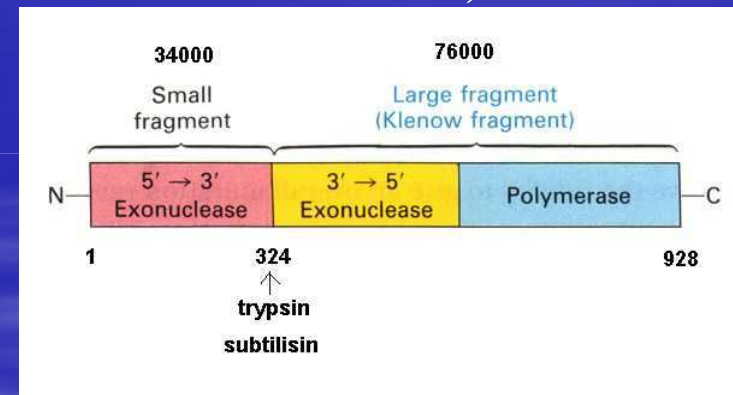 34000
76000
Small
fragment
Large fragment
(Klenow fragment)
N
5′ → 3′
Exonuclease
3′ → 5′
Exonuclease
Polymerase
C
1
324
928
trypsin
subtilisin